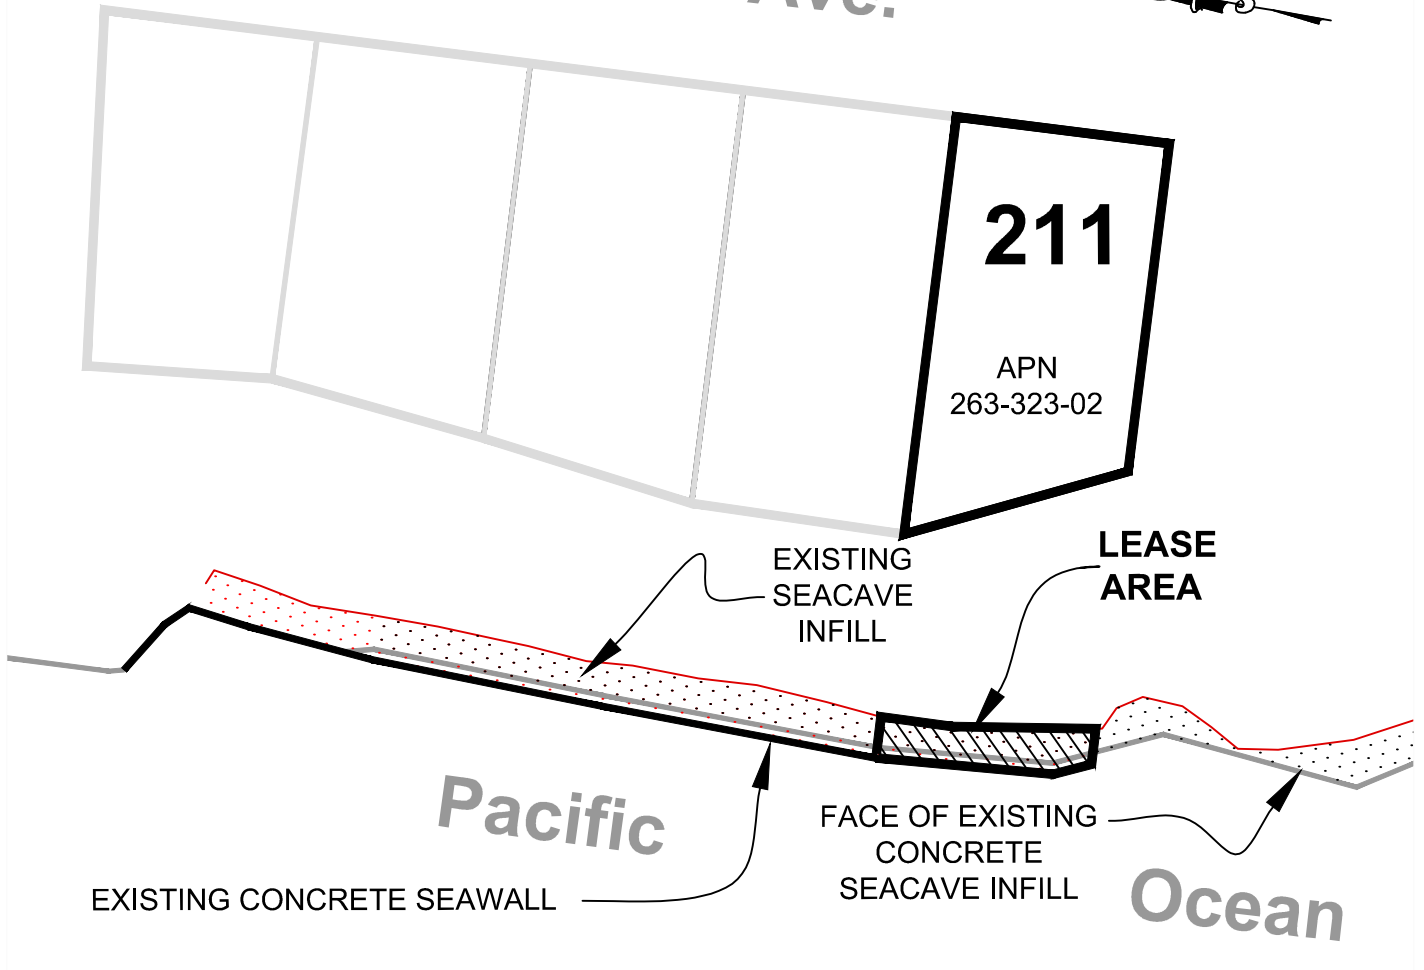 Ave.
211
APN
263-323-02
EXISTING
SEACAVE
INFILL
LEASE
AREA
Pacific
FACE OF EXISTING
CONCRETE
SEACAVE INFILL
EXISTING CONCRETE SEAWALL
Ocean